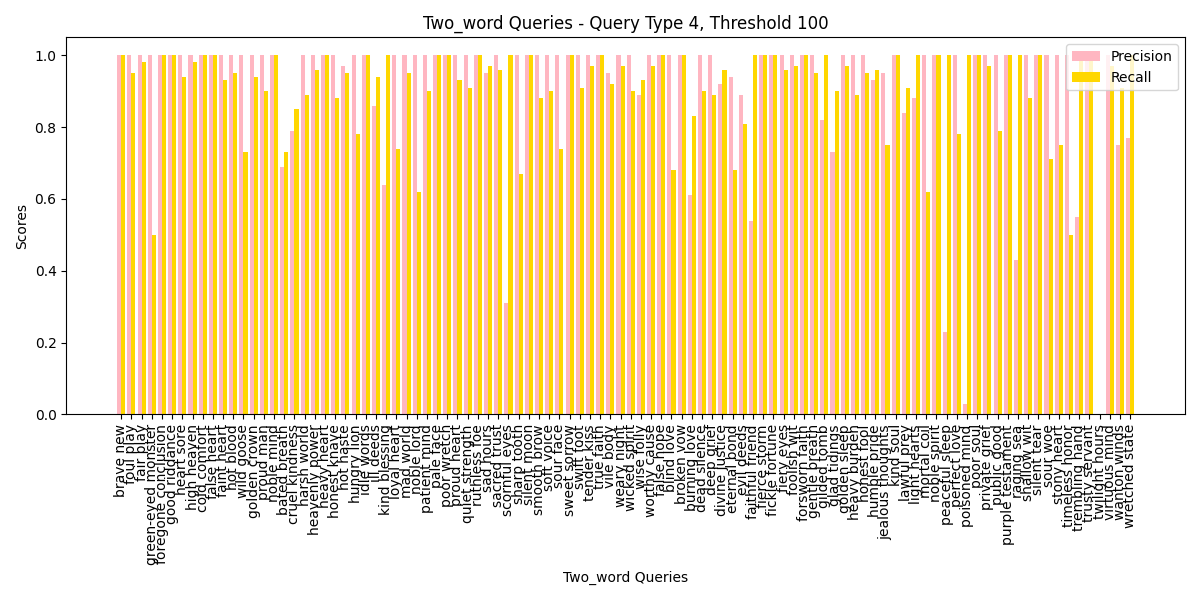 Two_word Queries - Query Type 4, Threshold 100
Precision
Recall
Scores
1.0
0.8
0.6
0.4
0.2
0.0
brave new
foul play
fair play
green-eyed monster
foregone conclusion
good riddance
heart sore
high heaven
cold comfort
false heart
faint heart
hot blood
wild goose
golden crown
proud man
bated breath
cruel kindness
harsh world
heavenly power
heavy heart
honest knave
hot haste
hungry lion
idle words
ill deeds
kind blessing
loyal heart
mad world
noble lord
patient mind
pale face
poor wretch
proud heart
quiet strength
ruthless foe
sad hours
sacred trust
scornful eyes
sharp tooth
silent moon
smooth brow
soft voice
sour face
sweet sorrow
swift foot
tender kiss
true faith
vile body
weary night
wicked spirit
wise folly
worthy cause
last hope
blind love
broken vow
burning love
dead silence
deep grief
divine justice
eternal bond
evil deeds
faithful friend
fierce storm
fickle fortune
fiery eyes
foolish wit
forsworn faith
gentle breath
gilded tomb
glad tidings
golden sleep
heavy burden
honest fool
humble pride
jealous thoughts
kind soul
lawful prey
light hearts
mortal coil
noble spirit
peaceful sleep
perfect love
poisoned mind
poor soul
private grief
public good
purple testament
raging sea
shallow wit
silent tear
sour woe
stony heart
timeless honor
trembling hand
trusty servant
twilight hours
virtuous mind
wanton wind
wretched state
Two_word Queries